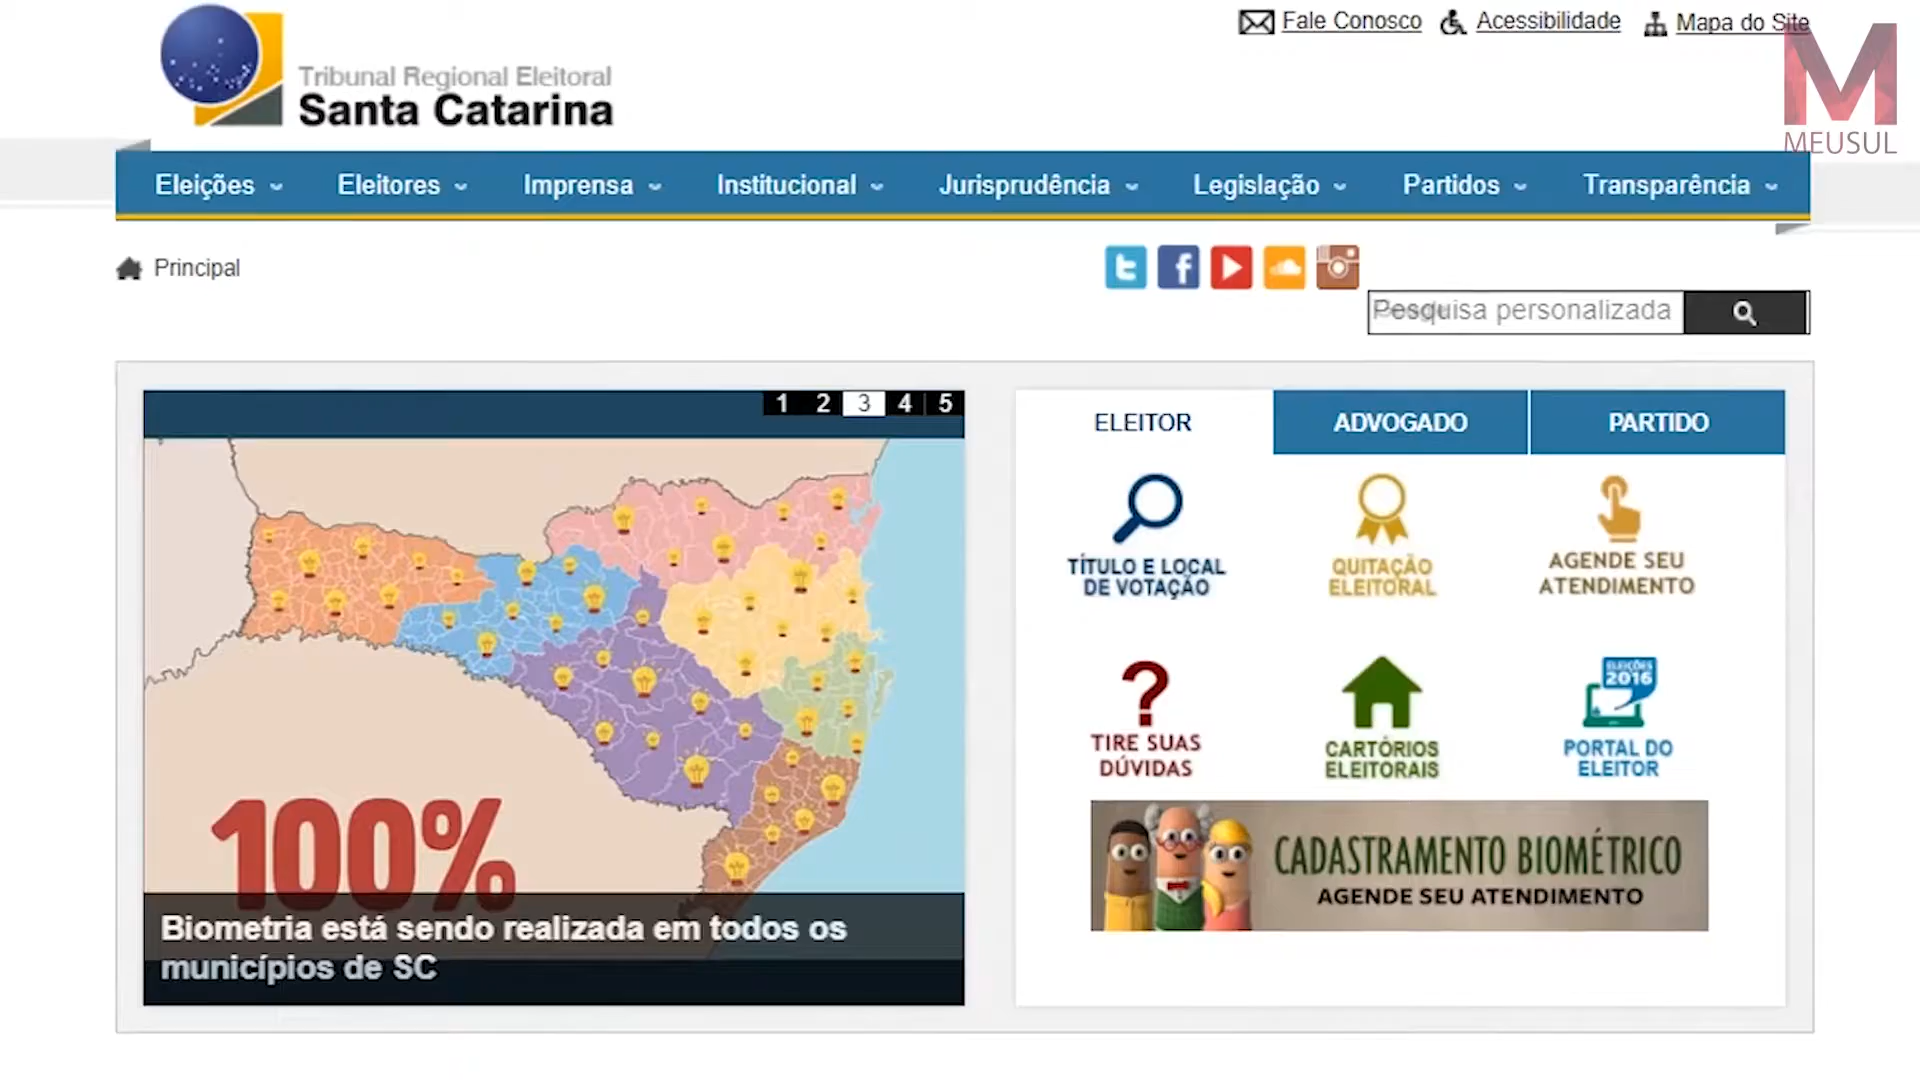 Fale Conosco
Acessibilidade
Mapa do Site
Tribunal Regional Eleitoral
Santa Catarina
MEUSUL
Eleições
Eleitores
Imprensa
Institucional
Jurisprudência
Legislação
Partidos
Transparência
Principal
Pesquisa personalizada
1 2 3 4 5
ELEITOR
ADVOGADO
PARTIDO
TÍTULO E LOCAL
DE VOTAÇÃO
QUITAÇÃO
ELEITORAL
AGENDE SEU
ATENDIMENTO
TIRE SUAS
DÚVIDAS
CARTÓRIOS
ELEITORAIS
ELEIÇÕES
2016
PORTAL DO
ELEITOR
100%
Biometria está sendo realizada em todos os
municípios de SC
CADASTRAMENTO BIOMÉTRICO
AGENDE SEU ATENDIMENTO